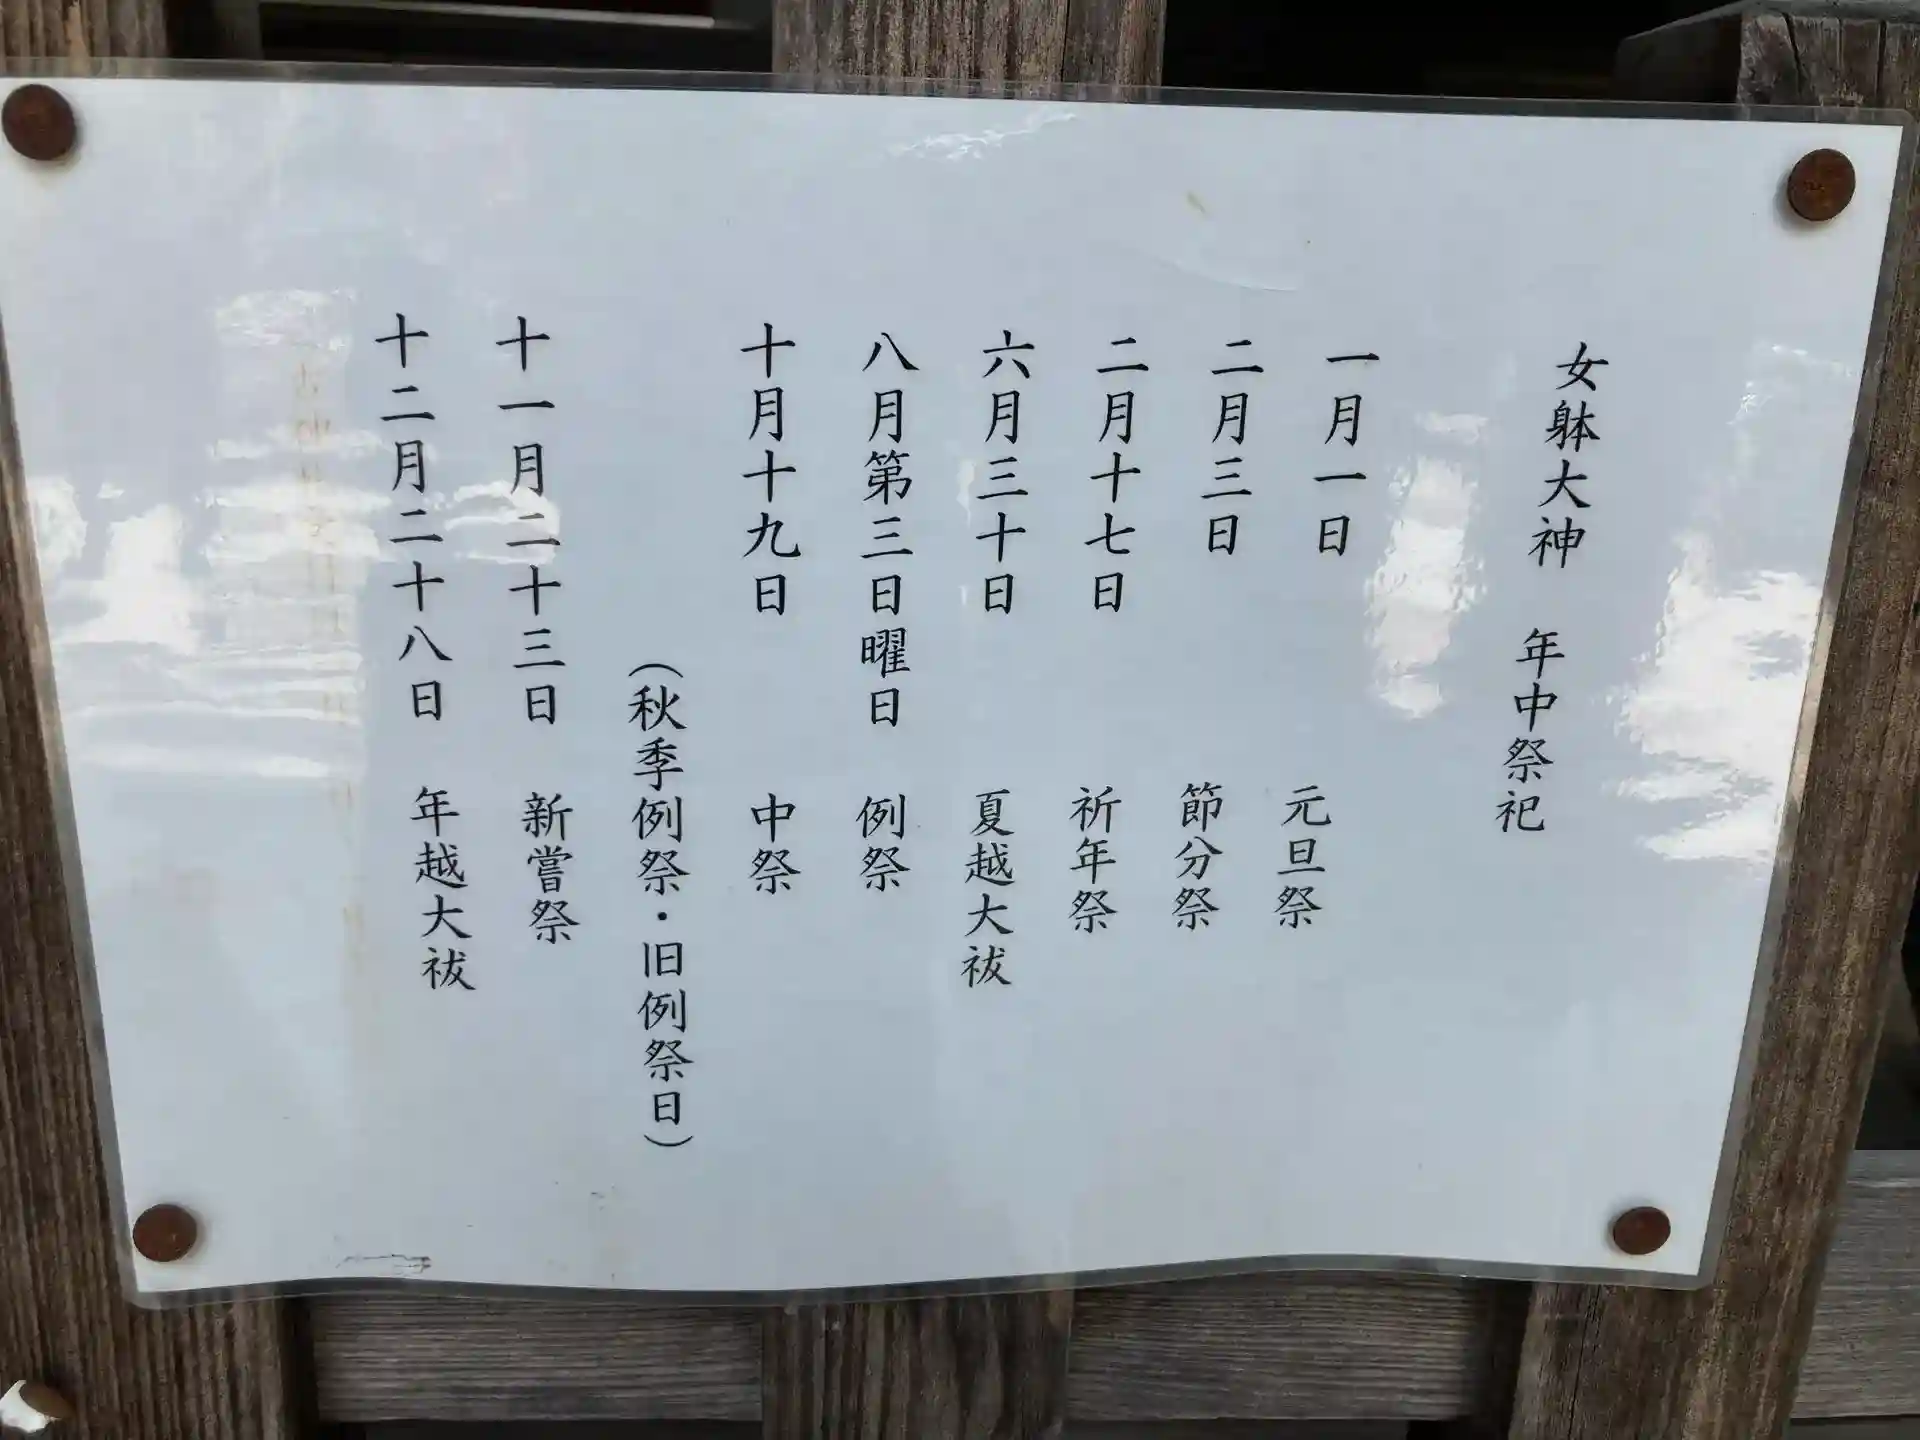 女躰大神　年中祭祀
一月一日　元旦祭
二月三日　節分祭
二月十七日　祈年祭
六月三十日　夏越大祓
八月第三日曜日　例祭
十月十九日　中祭
（秋季例祭・旧例祭日）
十一月二十三日　新嘗祭
十二月二十八日　年越大祓